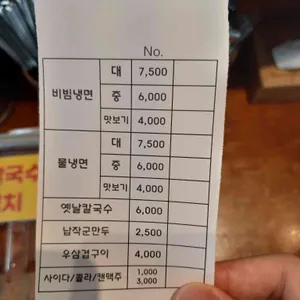 No.
비빔냉면 대 7,500
중 6,000
맛보기 4,000
물냉면 대 7,500
중 6,000
맛보기 4,000
옛날칼국수 6,000
납작군만두 2,500
우삼겹구이 4,000
사이다/콜라/캔맥주 1,000
3,000
국수